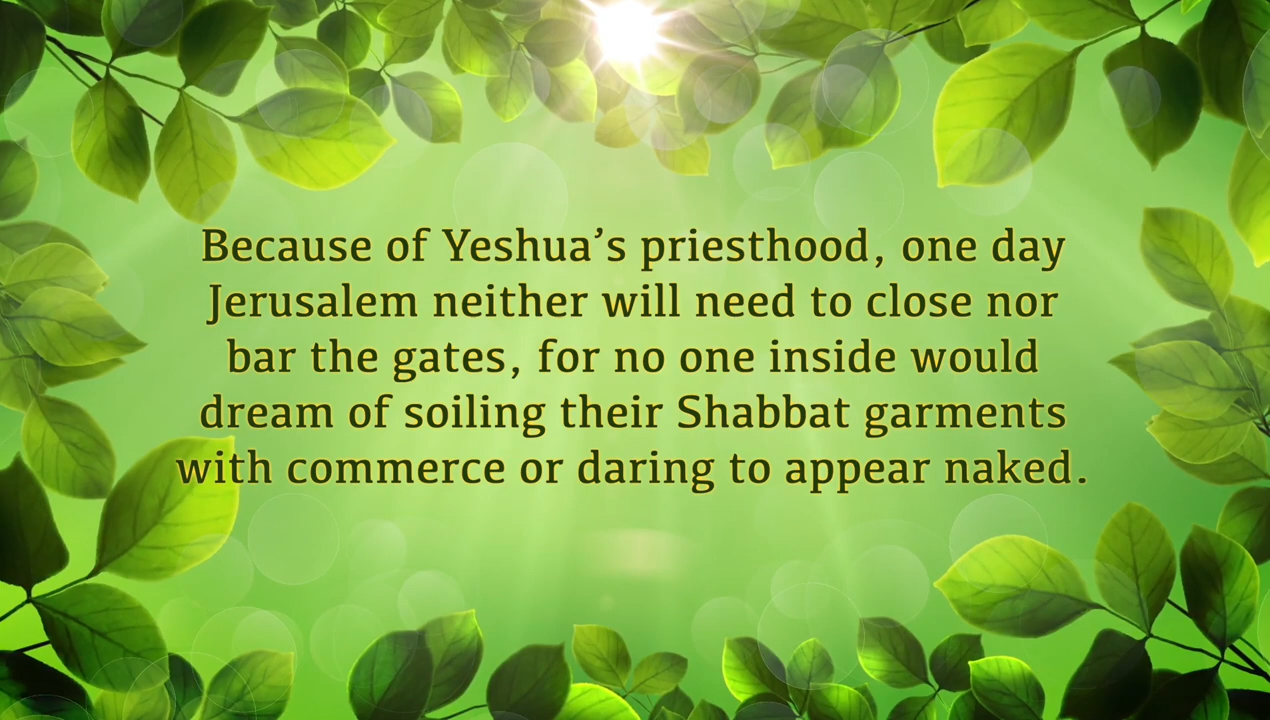 Because of Yeshua’s priesthood, one day
Jerusalem neither will need to close nor
bar the gates, for no one inside would
dream of soiling their Shabbat garments
with commerce or daring to appear naked.